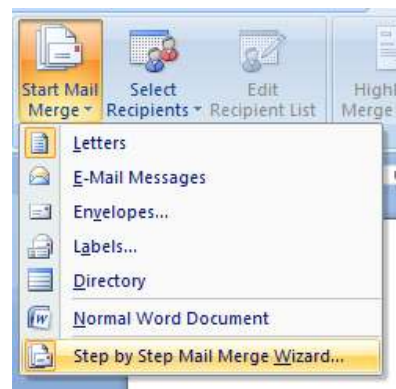 Start Mail Merge
Select Recipients
Edit Recipient List
Merge
Letters
E-Mail Messages
Envelopes...
Labels...
Directory
Normal Word Document
Step by Step Mail Merge Wizard...